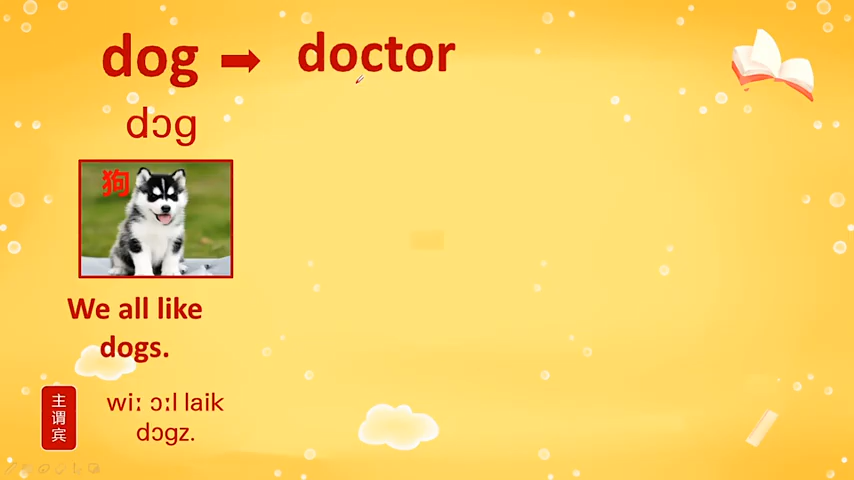 dog ➡ doctor
dɔg
狗
We all like
dogs.
主
谓
宾
wiː ɔːl laik
dɔgz.